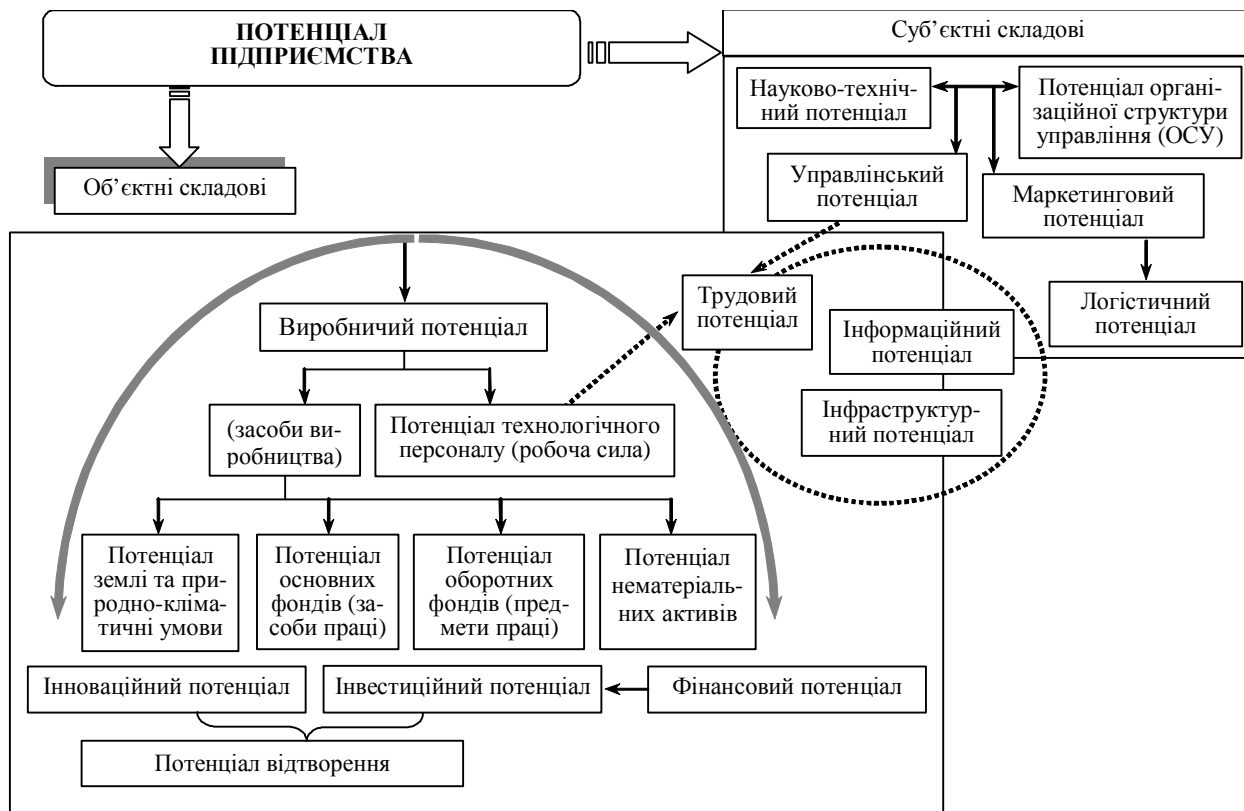 ПОТЕНЦІАЛ
ПІДПРИЄМСТВА
Суб’єктні складові
Науково-техніч-
ний потенціал
Потенціал органі-
заційної структури
управління (ОСУ)
Об’єктні складові
Управлінський
потенціал
Маркетинговий
потенціал
Логістичний
потенціал
Трудовий
потенціал
Інформаційний
потенціал
Інфраструктур-
ний потенціал
Виробничий потенціал
(засоби ви-
робництва)
Потенціал технологічного
персоналу (робоча сила)
Потенціал
землі та при-
родно-кліма-
тичні умови
Потенціал
основних
фондів (за-
соби праці)
Потенціал
оборотних
фондів (пред-
мети праці)
Потенціал
нематеріаль-
них активів
Інноваційний потенціал
Інвестиційний потенціал
Фінансовий потенціал
Потенціал відтворення